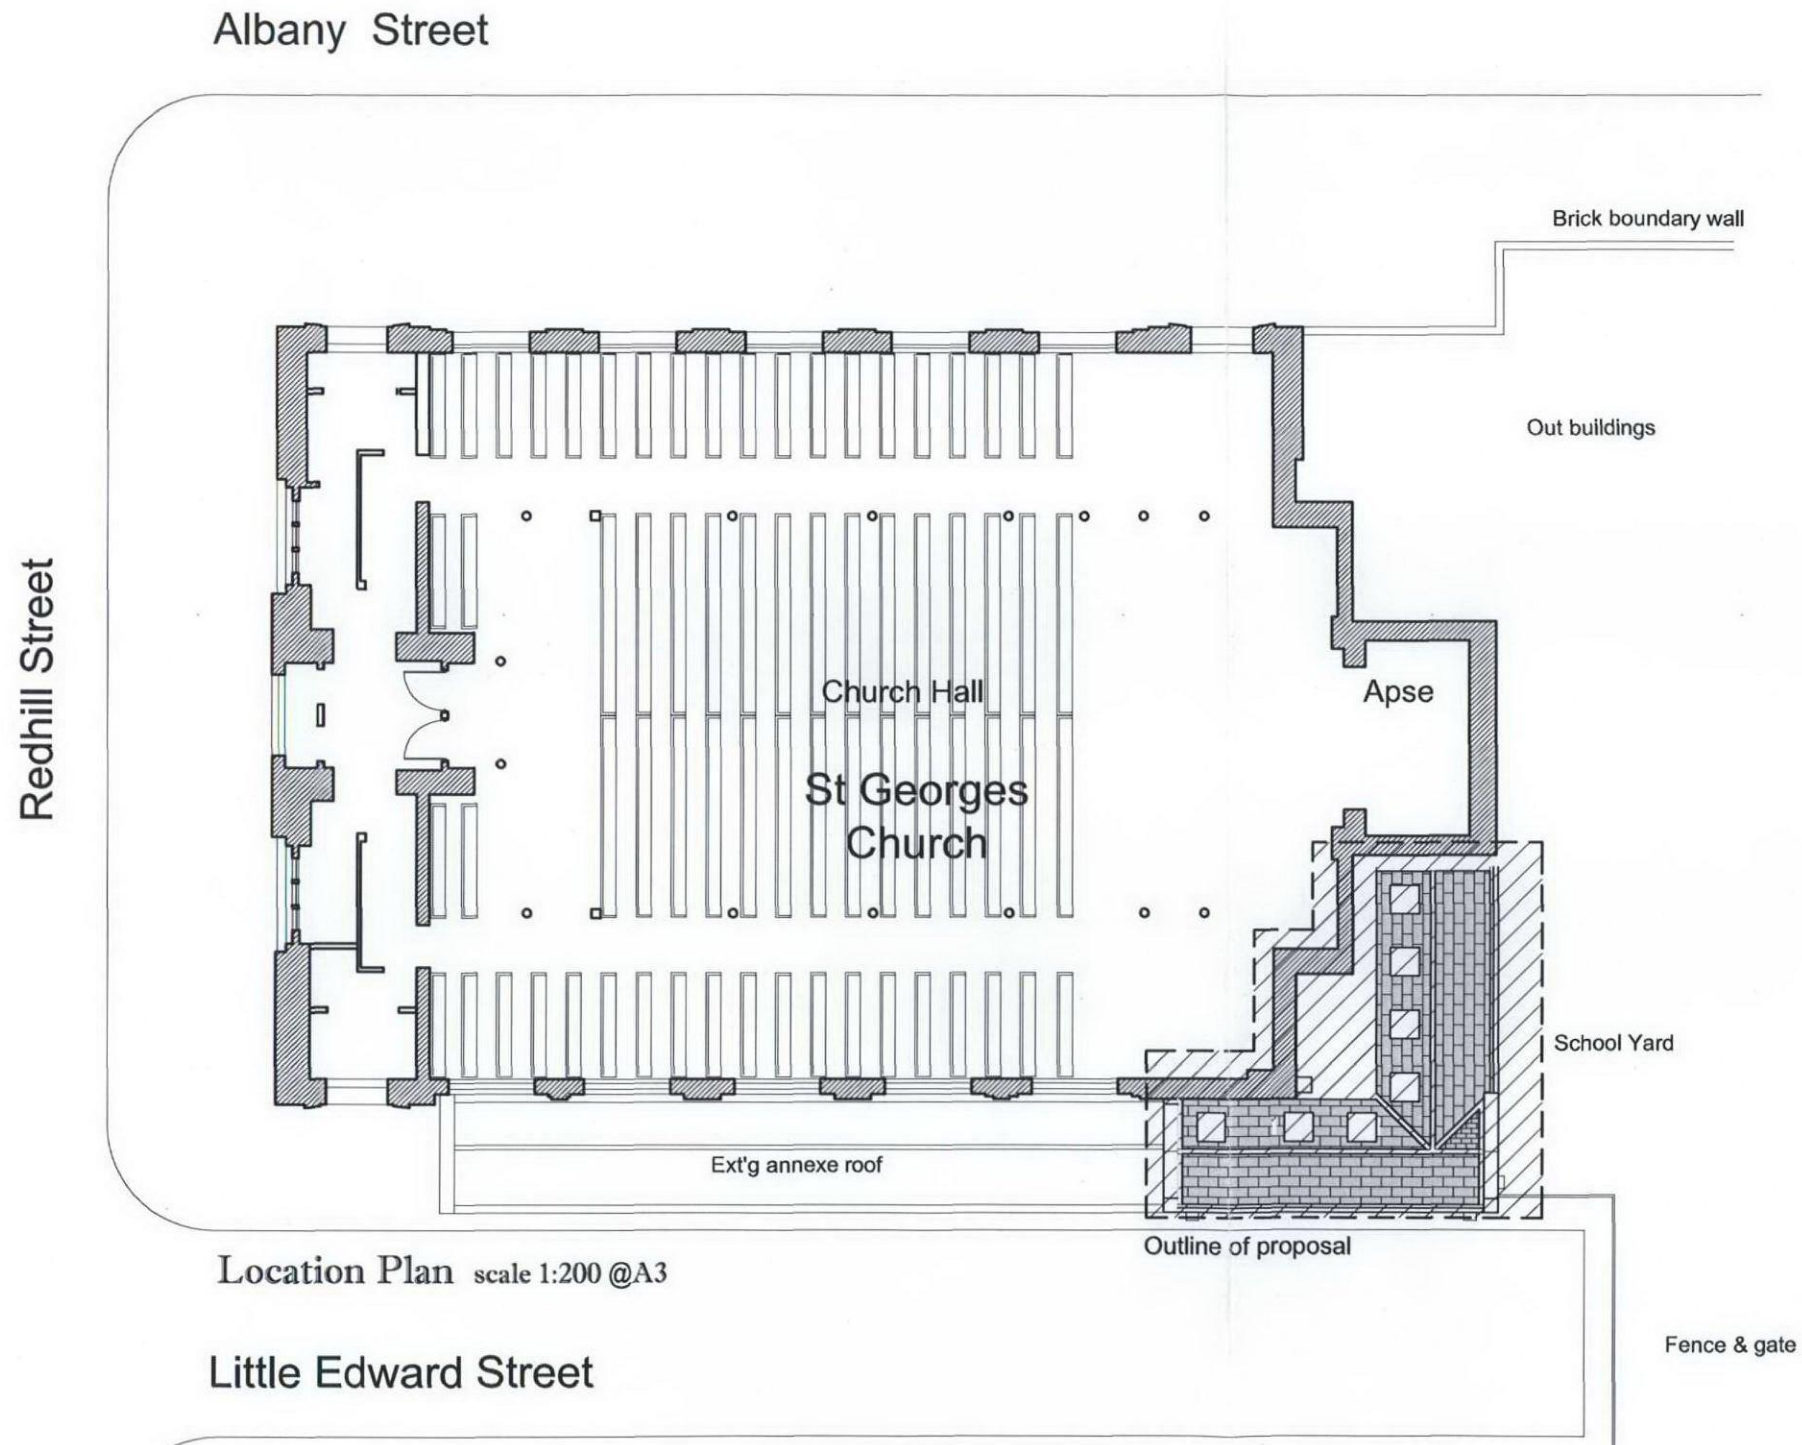 Albany Street
Brick boundary wall
Out buildings
Redhill Street
Church Hall
Apse
St Georges
Church
School Yard
Ext'g annexe roof
Outline of proposal
Location Plan scale 1:200 @A3
Fence & gate
Little Edward Street